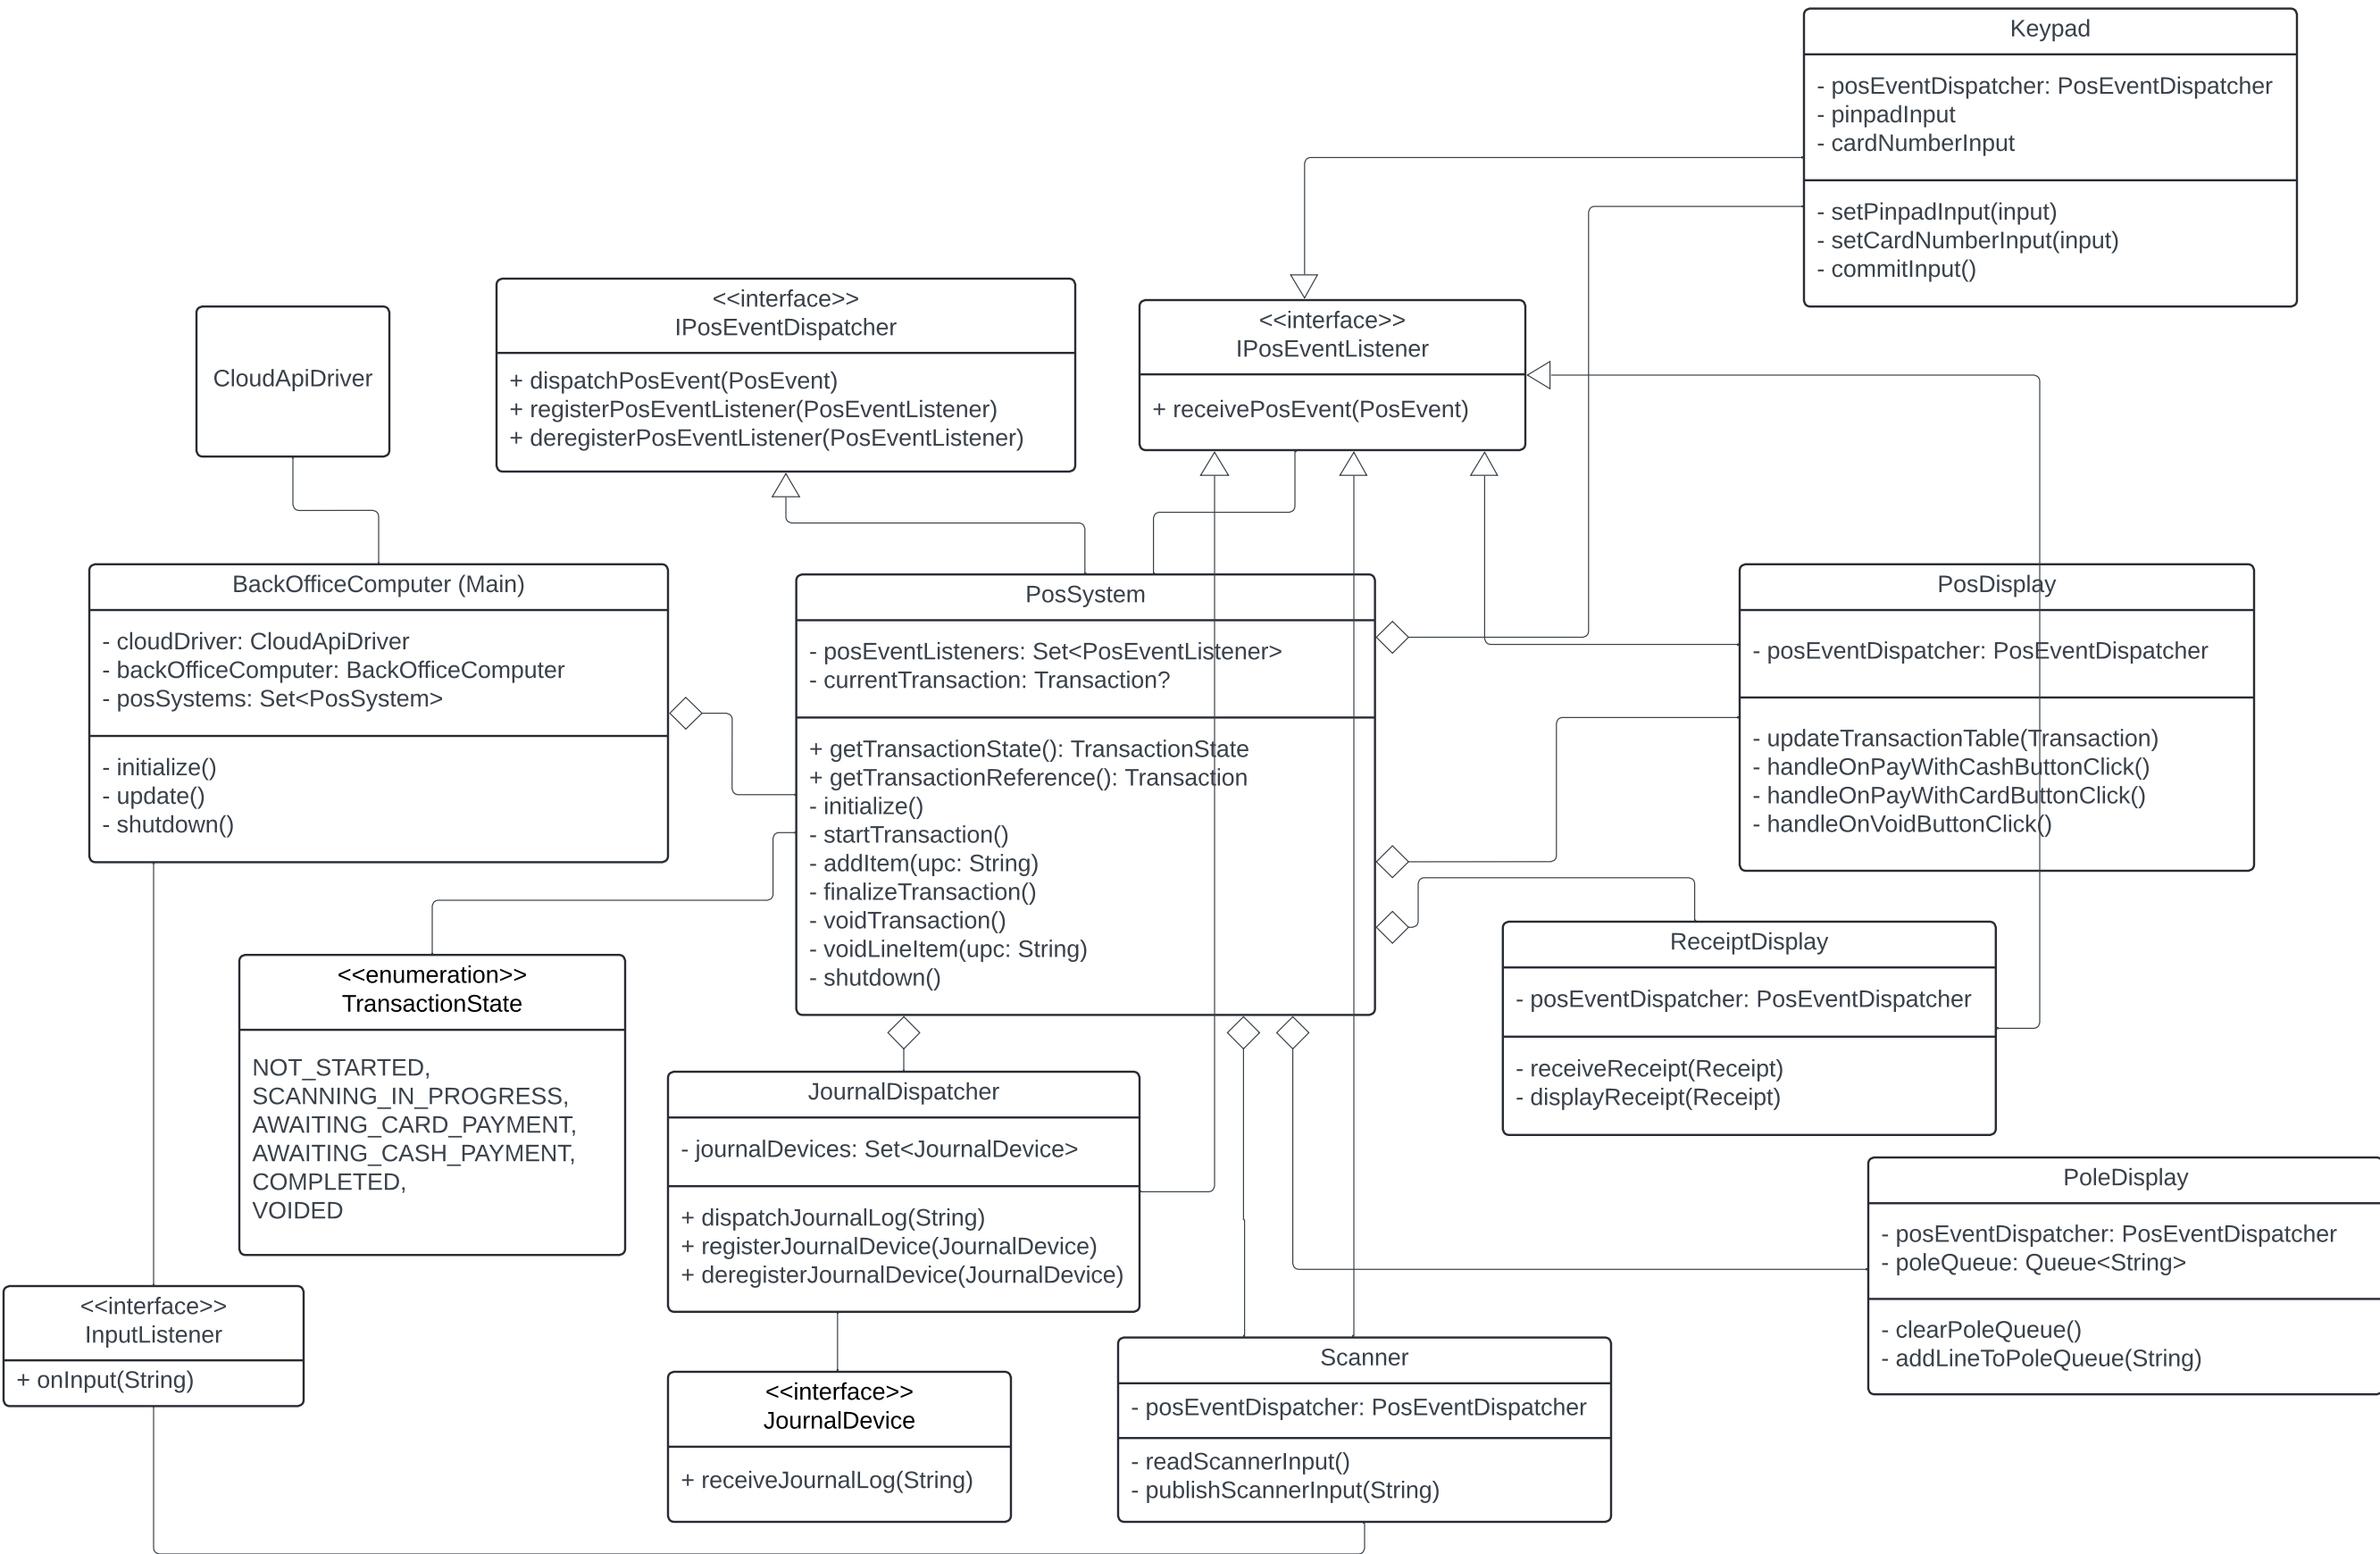 Keypad
- posEventDispatcher: PosEventDispatcher
- pinpadInput
- cardNumberInput
- setPinpadInput(input)
- setCardNumberInput(input)
- commitInput()
<<interface>>
IPosEventDispatcher
+ dispatchPosEvent(PosEvent)
+ registerPosEventListener(PosEventListener)
+ deregisterPosEventListener(PosEventListener)
<<interface>>
IPosEventListener
+ receivePosEvent(PosEvent)
CloudApiDriver
BackOfficeComputer (Main)
- cloudDriver: CloudApiDriver
- backOfficeComputer: BackOfficeComputer
- posSystems: Set<PosSystem>
- initialize()
- update()
- shutdown()
PosSystem
- posEventListeners: Set<PosEventListener>
- currentTransaction: Transaction?
+ getTransactionState(): TransactionState
+ getTransactionReference(): Transaction
- initialize()
- startTransaction()
- addItem(upc: String)
- finalizeTransaction()
- voidTransaction()
- voidLineItem(upc: String)
- shutdown()
PosDisplay
- posEventDispatcher: PosEventDispatcher
- updateTransactionTable(Transaction)
- handleOnPayWithCashButtonClick()
- handleOnPayWithCardButtonClick()
- handleOnVoidButtonClick()
ReceiptDisplay
- posEventDispatcher: PosEventDispatcher
- receiveReceipt(Receipt)
- displayReceipt(Receipt)
<<enumeration>>
TransactionState
NOT_STARTED,
SCANNING_IN_PROGRESS,
AWAITING_CARD_PAYMENT,
AWAITING_CASH_PAYMENT,
COMPLETED,
VOIDED
JournalDispatcher
- journalDevices: Set<JournalDevice>
+ dispatchJournalLog(String)
+ registerJournalDevice(JournalDevice)
+ deregisterJournalDevice(JournalDevice)
PoleDisplay
- posEventDispatcher: PosEventDispatcher
- poleQueue: Queue<String>
- clearPoleQueue()
- addLineToPoleQueue(String)
<<interface>>
InputListener
+ onInput(String)
<<interface>>
JournalDevice
+ receiveJournalLog(String)
Scanner
- posEventDispatcher: PosEventDispatcher
- readScannerInput()
- publishScannerInput(String)